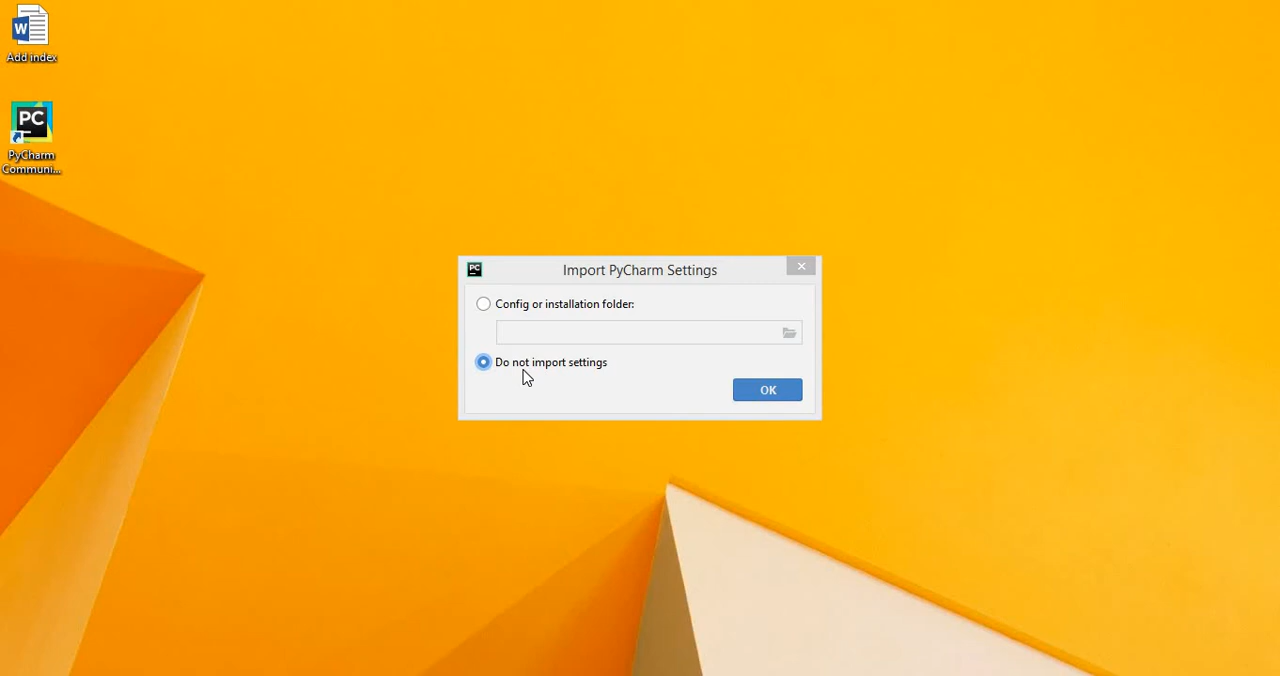 W
Add index
PC
PyCharm
Communi...
PC
Import PyCharm Settings
Config or installation folder:
Do not import settings
OK